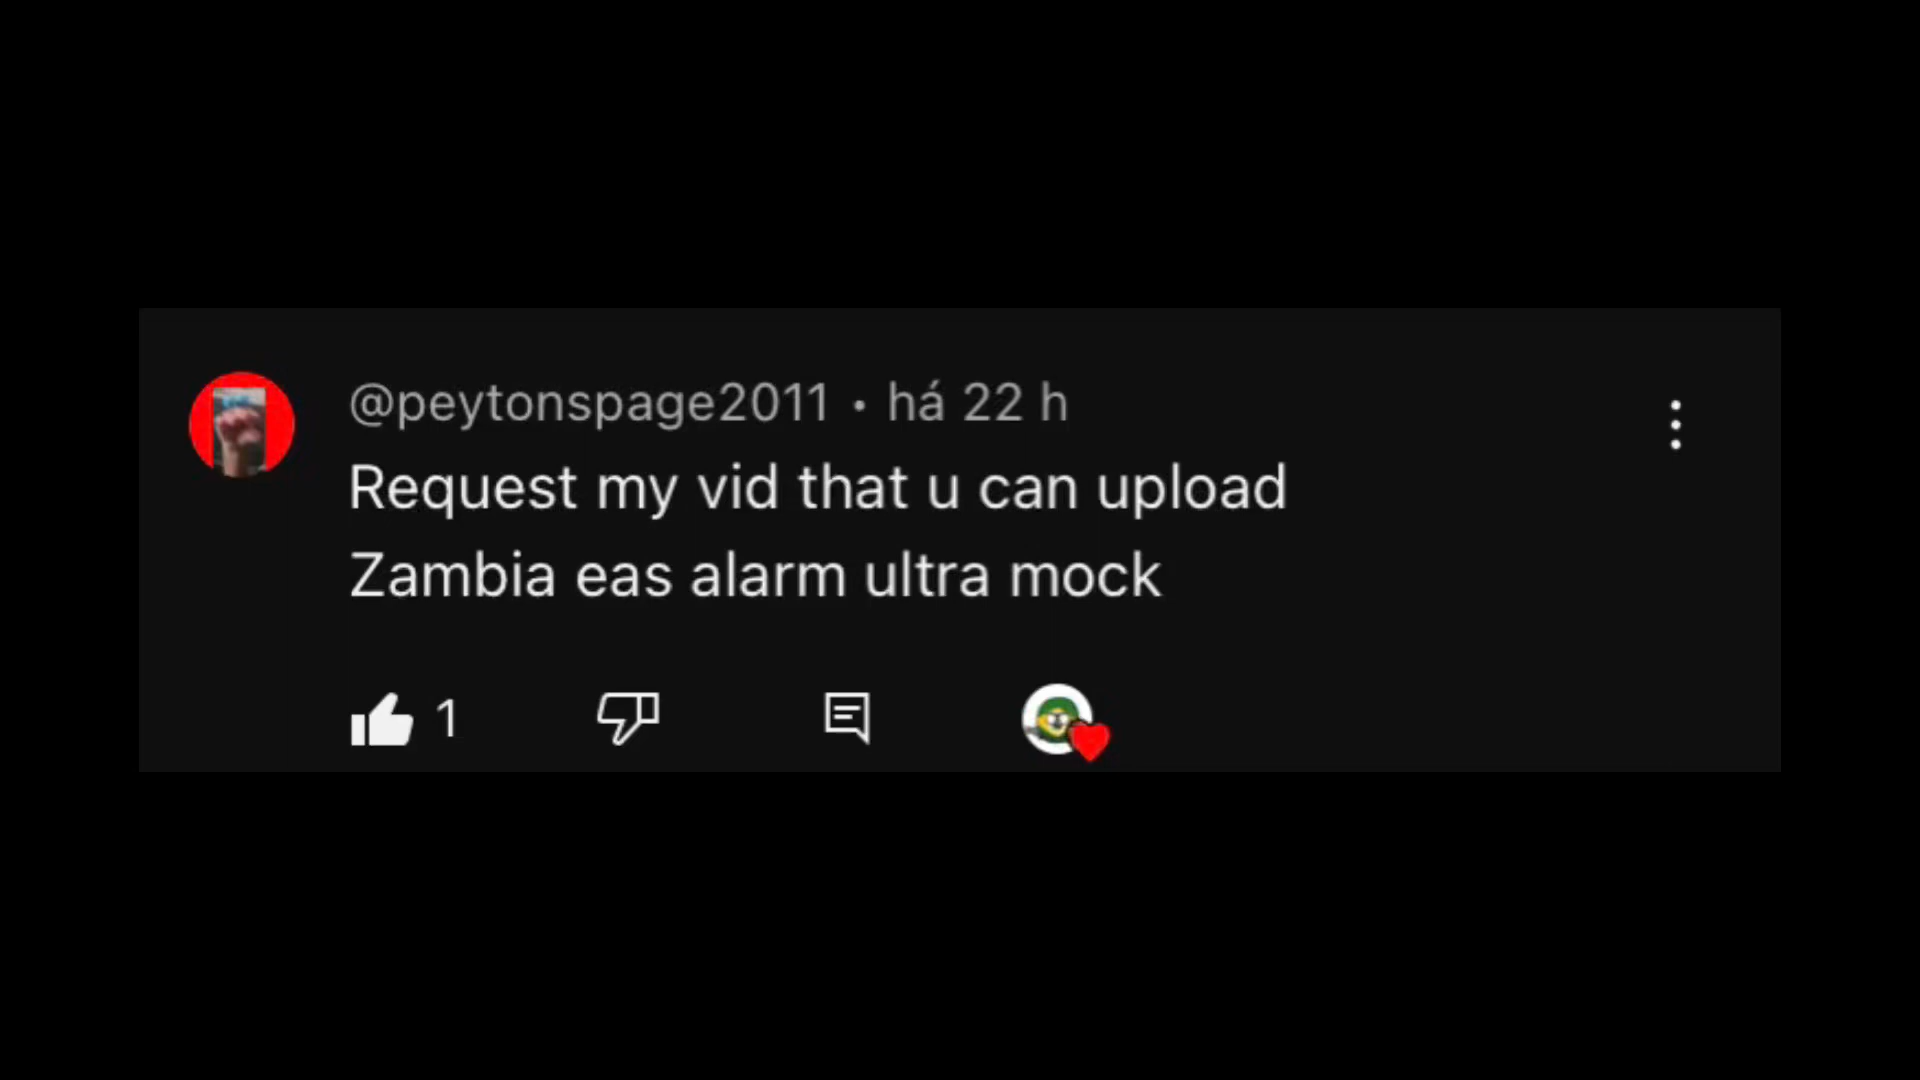 @peytonspage2011 • há 22 h
Request my vid that u can upload
Zambia eas alarm ultra mock
1